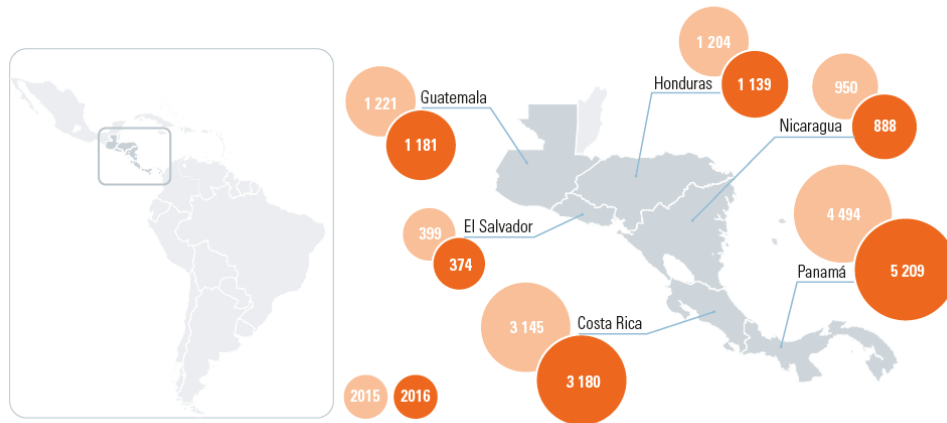 1 204
1 139
Honduras
950
888
Nicaragua
1 221
1 181
Guatemala
4 494
5 209
Panamá
399
374
El Salvador
3 145
3 180
Costa Rica
2015
2016